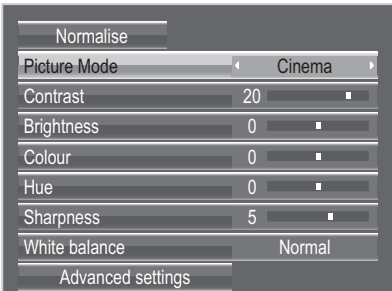 Normalise
Picture Mode Cinema
Contrast 20
Brightness 0
Colour 0
Hue 0
Sharpness 5
White balance Normal
Advanced settings